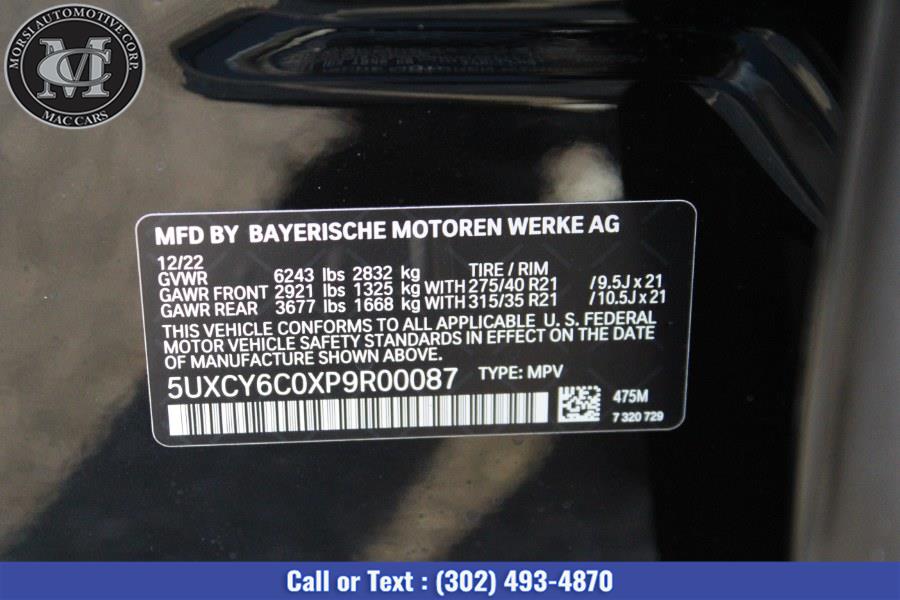 MORSI AUTOMOTIVE CORP.
MC
MAC CARS
MFD BY BAYERISCHE MOTOREN WERKE AG
12/22
GVWR 6243 lbs 2832 kg TIRE / RIM
GAWR FRONT 2921 lbs 1325 kg WITH 275/40 R21 / 9.5J x 21
GAWR REAR 3677 lbs 1668 kg WITH 315/35 R21 / 10.5J x 21
THIS VEHICLE CONFORMS TO ALL APPLICABLE U. S. FEDERAL
MOTOR VEHICLE SAFETY STANDARDS IN EFFECT ON THE DATE
OF MANUFACTURE SHOWN ABOVE.
5UXCY6C0XP9R00087 TYPE: MPV
475M
7 320 729
Call or Text : (302) 493-4870